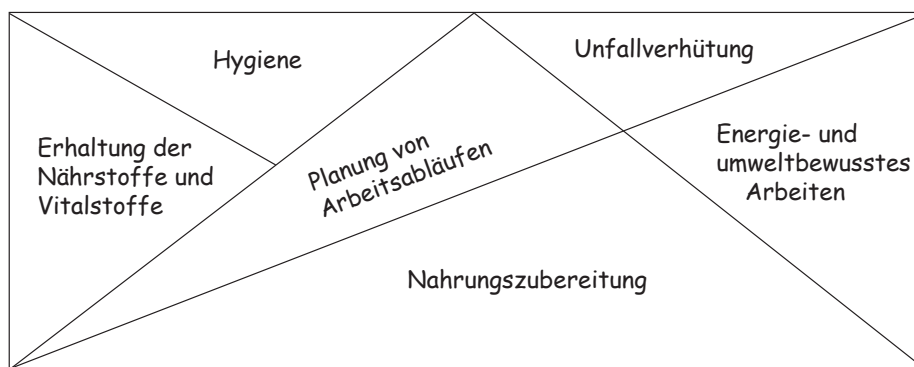 Hygiene
Unfallverhütung
Erhaltung der
Nährstoffe und
Vitalstoffe
Planung von
Arbeitsabläufen
Energie- und
umweltbewusstes
Arbeiten
Nahrungszubereitung